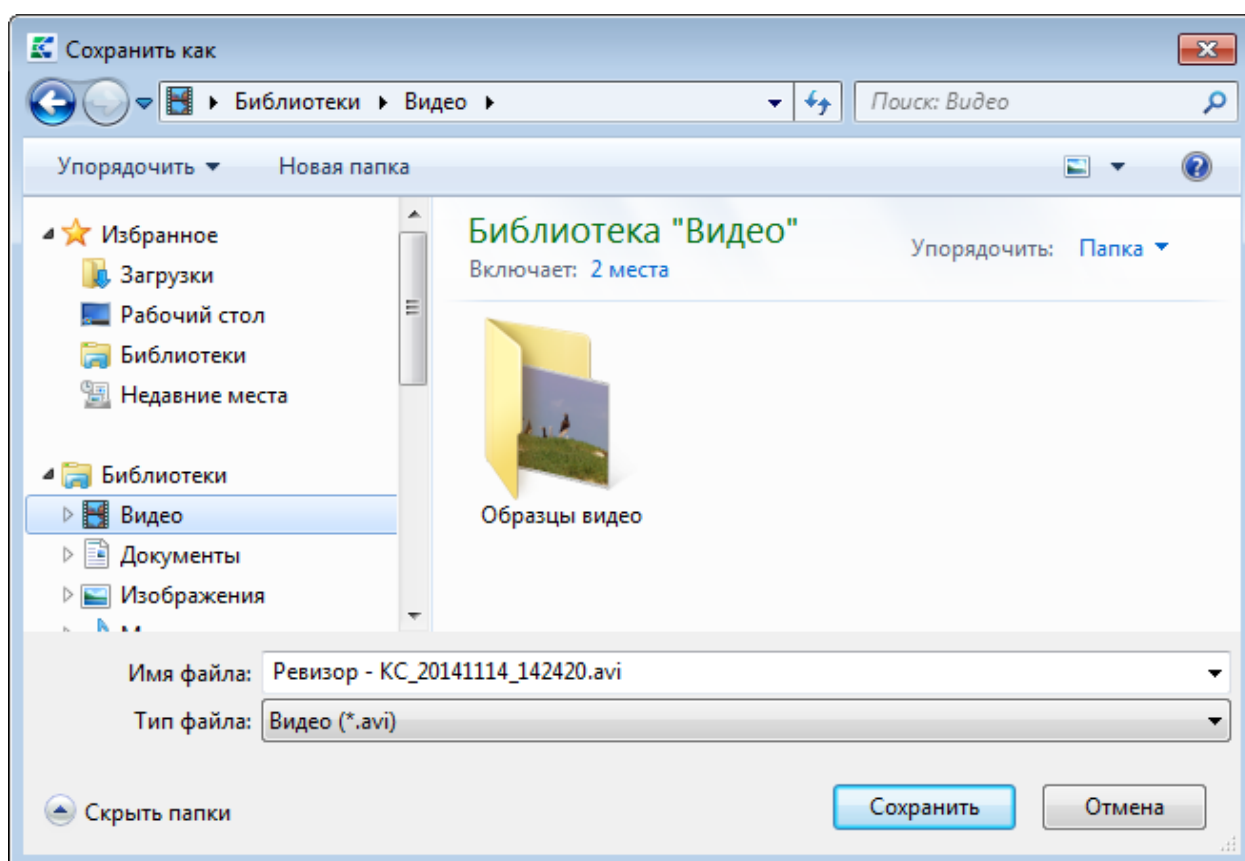 Сохранить как
Библиотеки Видео
Поиск: Видео
Упорядочить Новая папка
Избранное
Загрузки
Рабочий стол
Библиотеки
Недавние места
Библиотеки
Видео
Документы
Изображения
Библиотека "Видео"
Включает: 2 места
Упорядочить: Папка
Образцы видео
Имя файла: Ревизор - КС_20141114_142420.avi
Тип файла: Видео (*.avi)
Скрыть папки
Сохранить
Отмена